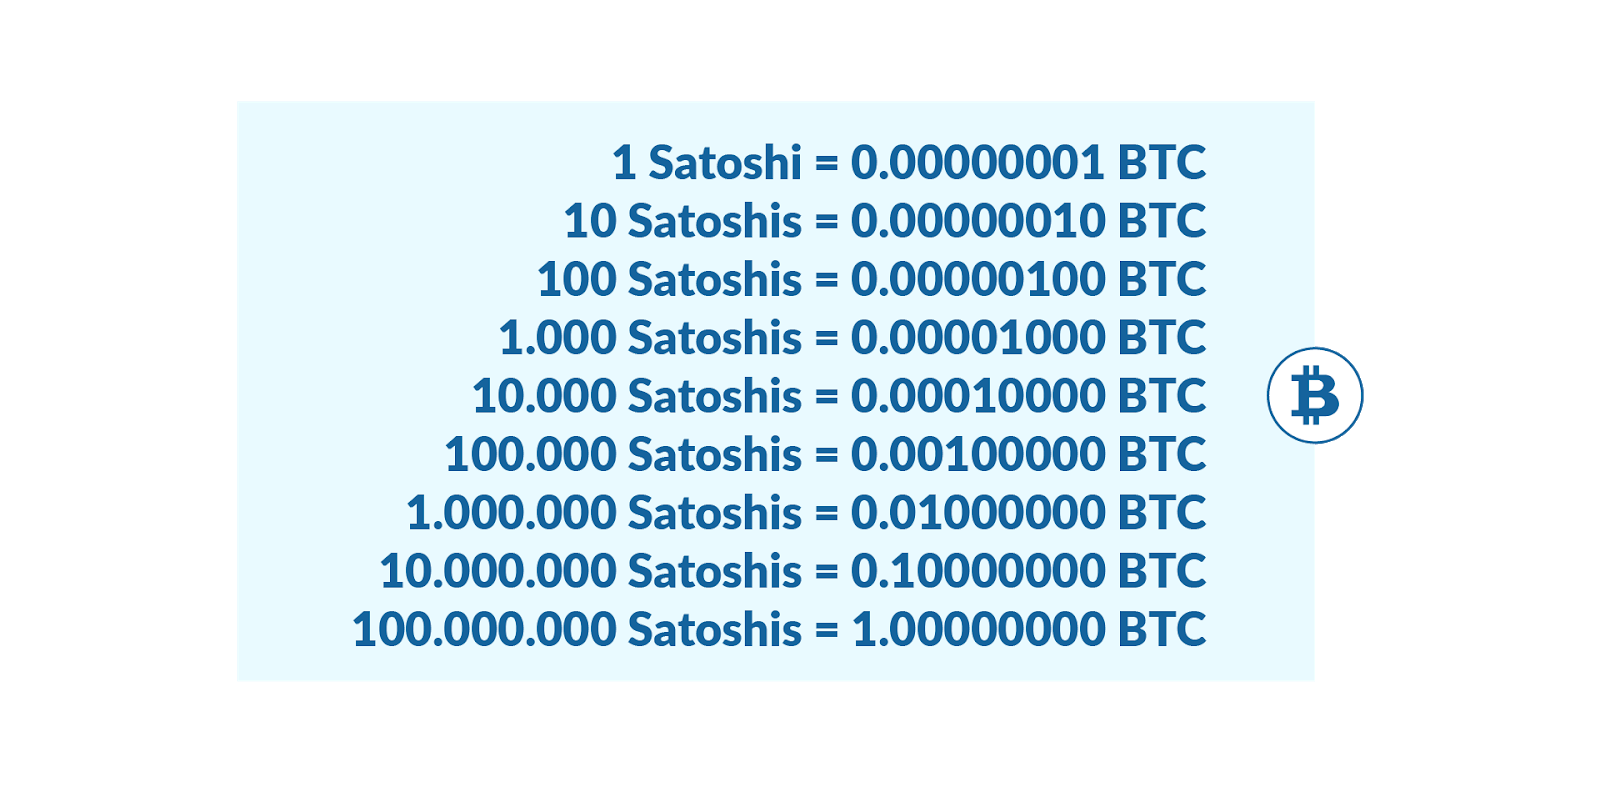 1 Satoshi = 0.00000001 BTC
10 Satoshis = 0.00000010 BTC
100 Satoshis = 0.00000100 BTC
1.000 Satoshis = 0.00001000 BTC
10.000 Satoshis = 0.00010000 BTC
100.000 Satoshis = 0.00100000 BTC
1.000.000 Satoshis = 0.01000000 BTC
10.000.000 Satoshis = 0.10000000 BTC
100.000.000 Satoshis = 1.00000000 BTC